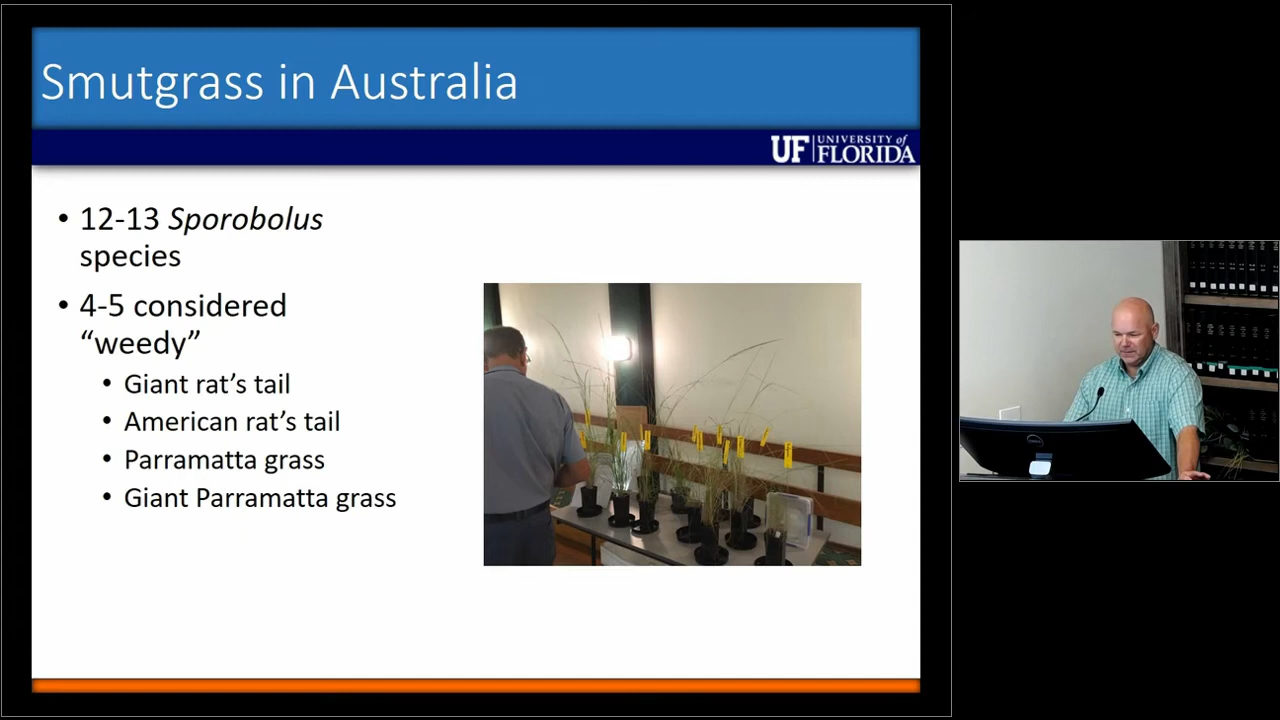 Smutgrass in Australia
UF UNIVERSITY of
FLORIDA
• 12-13 Sporobolus
species
• 4-5 considered
“weedy”
• Giant rat’s tail
• American rat’s tail
• Parramatta grass
• Giant Parramatta grass